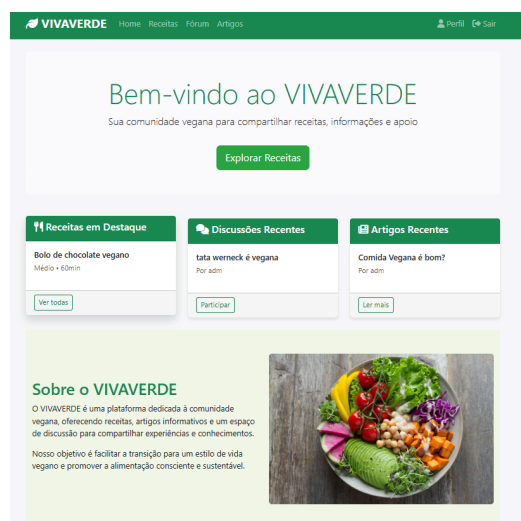 VIVAVERDE Home Receitas Fórum Artigos Perfil Sair
Bem-vindo ao VIVAVERDE
Sua comunidade vegana para compartilhar receitas, informações e apoio
Explorar Receitas
Receitas em Destaque
Bolo de chocolate vegano
Médio • 60min
Ver todas
Discussões Recentes
tata werneck é vegana
Por adm
Participar
Artigos Recentes
Comida Vegana é bom?
Por adm
Ler mais
Sobre o VIVAVERDE
O VIVAVERDE é uma plataforma dedicada à comunidade
vegana, oferecendo receitas, artigos informativos e um espaço
de discussão para compartilhar experiências e conhecimentos.
Nosso objetivo é facilitar a transição para um estilo de vida
vegano e promover a alimentação consciente e sustentável.